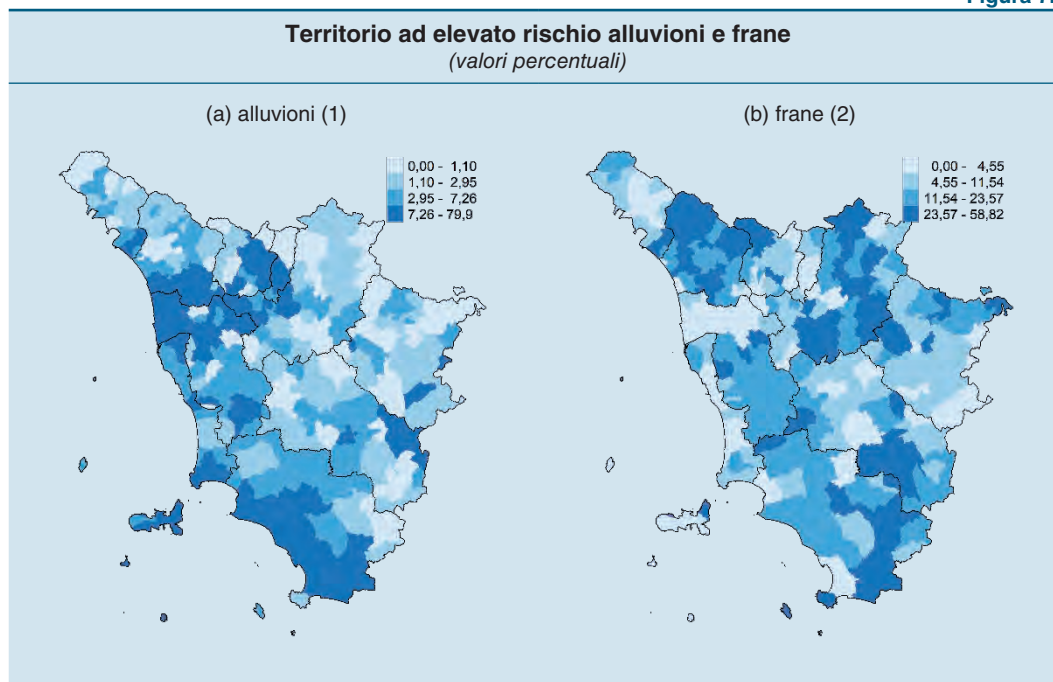 Territorio ad elevato rischio alluvioni e frane
(valori percentuali)
(a) alluvioni (1)
0,00 - 1,10
1,10 - 2,95
2,95 - 7,26
7,26 - 79,9
(b) frane (2)
0,00 - 4,55
4,55 - 11,54
11,54 - 23,57
23,57 - 58,82